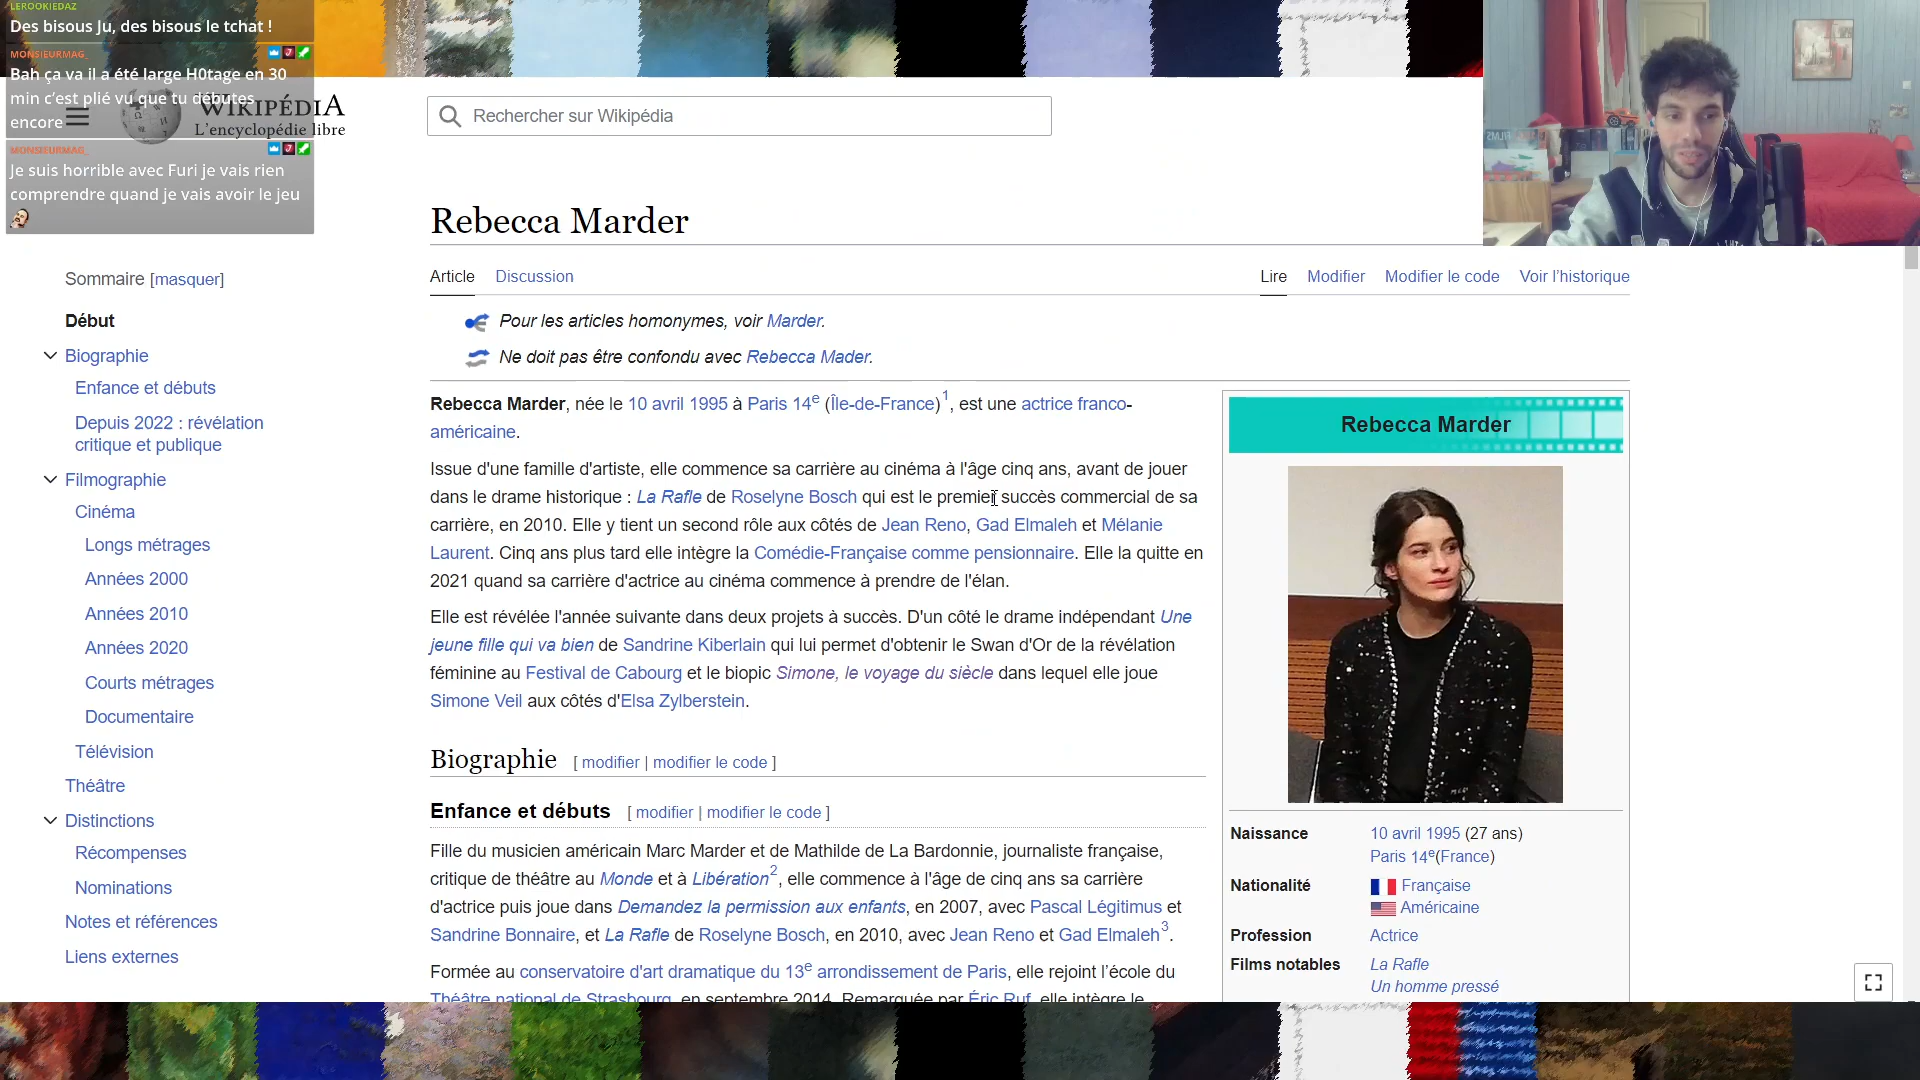 LEROOKIEDAZ
Des bisous Ju, des bisous le tchat !
MONSIEURMAG_
Bah ça va il a été large H0tage en 30
min c'est plié vu que tu débutes
encore
MONSIEURMAG_
Je suis horrible avec Furi je vais rien
comprendre quand je vais avoir le jeu
WIKIPÉDIA
L'encyclopédie libre
Rechercher sur Wikipédia
Rebecca Marder
Article Discussion
Lire Modifier Modifier le code Voir l'historique
Sommaire [masquer]
Début
Biographie
Enfance et débuts
Depuis 2022 : révélation
critique et publique
Filmographie
Cinéma
Longs métrages
Années 2000
Années 2010
Années 2020
Courts métrages
Documentaire
Télévision
Théâtre
Distinctions
Récompenses
Nominations
Notes et références
Liens externes
Pour les articles homonymes, voir Marder.
Ne doit pas être confondu avec Rebecca Mader.
Rebecca Marder, née le 10 avril 1995 à Paris 14e (Île-de-France)1, est une actrice franco-
américaine.
Issue d'une famille d'artiste, elle commence sa carrière au cinéma à l'âge cinq ans, avant de jouer
dans le drame historique : La Rafle de Roselyne Bosch qui est le premier succès commercial de sa
carrière, en 2010. Elle y tient un second rôle aux côtés de Jean Reno, Gad Elmaleh et Mélanie
Laurent. Cinq ans plus tard elle intègre la Comédie-Française comme pensionnaire. Elle la quitte en
2021 quand sa carrière d'actrice au cinéma commence à prendre de l'élan.
Elle est révélée l'année suivante dans deux projets à succès. D'un côté le drame indépendant Une
jeune fille qui va bien de Sandrine Kiberlain qui lui permet d'obtenir le Swan d'Or de la révélation
féminine au Festival de Cabourg et le biopic Simone, le voyage du siècle dans lequel elle joue
Simone Veil aux côtés d'Elsa Zylberstein.
Biographie [ modifier | modifier le code ]
Enfance et débuts [ modifier | modifier le code ]
Fille du musicien américain Marc Marder et de Mathilde de La Bardonnie, journaliste française,
critique de théâtre au Monde et à Libération2, elle commence à l'âge de cinq ans sa carrière
d'actrice puis joue dans Demandez la permission aux enfants, en 2007, avec Pascal Légitimus et
Sandrine Bonnaire, et La Rafle de Roselyne Bosch, en 2010, avec Jean Reno et Gad Elmaleh3.
Formée au conservatoire d'art dramatique du 13e arrondissement de Paris, elle rejoint l'école du
Théâtre national de Strasbourg, en septembre 2014. Remarquée par Éric Ruf, elle intègre le
Rebecca Marder
Naissance 10 avril 1995 (27 ans)
Paris 14e(France)
Nationalité Française
Américaine
Profession Actrice
Films notables La Rafle
Un homme pressé